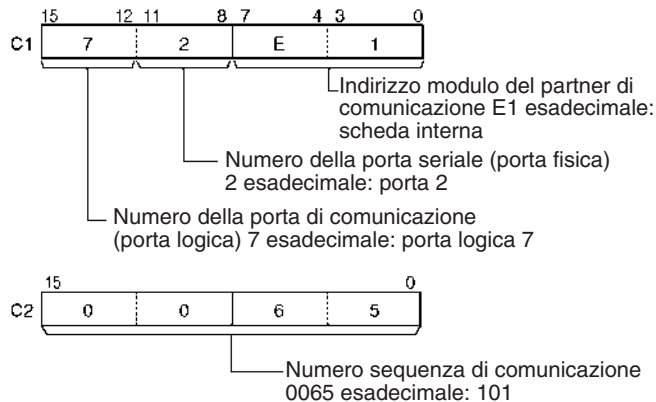 15 12 11 8 7 4 3 0
C1 7 2 E 1
Indirizzo modulo del partner di
comunicazione E1 esadecimale:
scheda interna
Numero della porta seriale (porta fisica)
2 esadecimale: porta 2
Numero della porta di comunicazione
(porta logica) 7 esadecimale: porta logica 7
15 0
C2 0 0 6 5
Numero sequenza di comunicazione
0065 esadecimale: 101